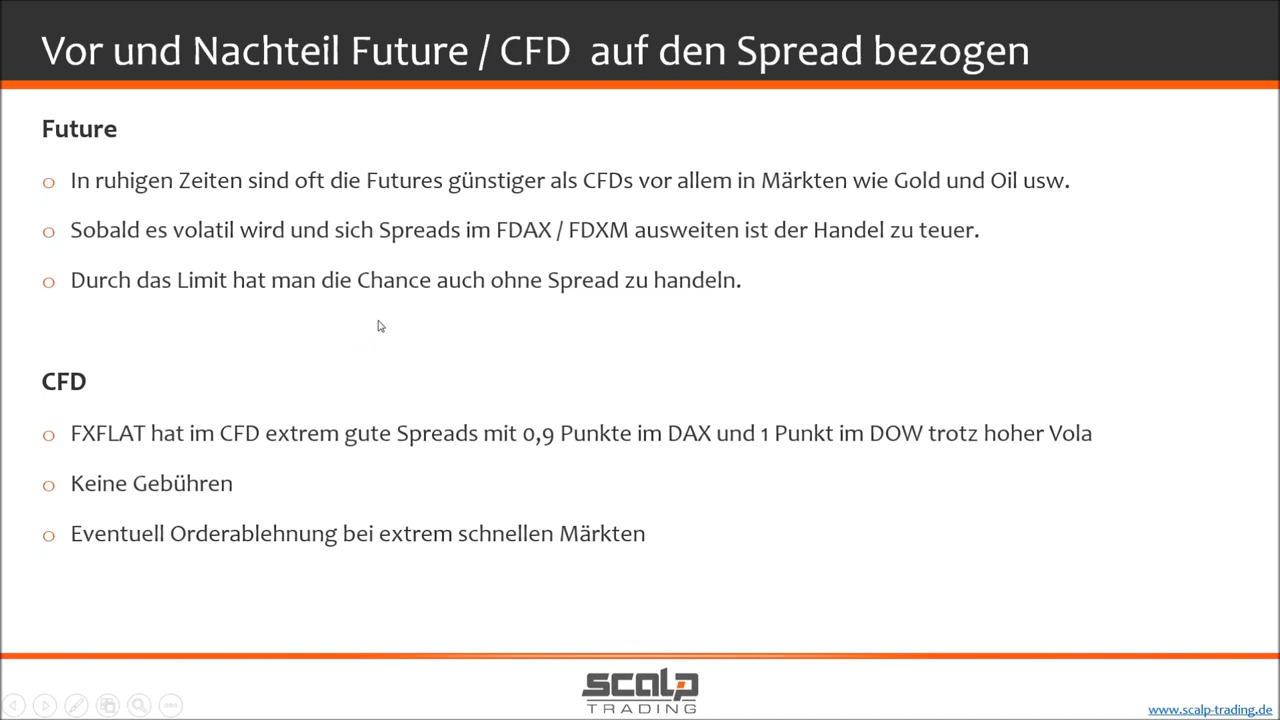 Vor und Nachteil Future / CFD  auf den Spread bezogen
Future
o In ruhigen Zeiten sind oft die Futures günstiger als CFDs vor allem in Märkten wie Gold und Oil usw.
o Sobald es volatil wird und sich Spreads im FDAX / FDXM ausweiten ist der Handel zu teuer.
o Durch das Limit hat man die Chance auch ohne Spread zu handeln.
CFD
o FXFLAT hat im CFD extrem gute Spreads mit 0,9 Punkte im DAX und 1 Punkt im DOW trotz hoher Vola
o Keine Gebühren
o Eventuell Orderablehnung bei extrem schnellen Märkten
scalp
TRADING
www.scalp-trading.de